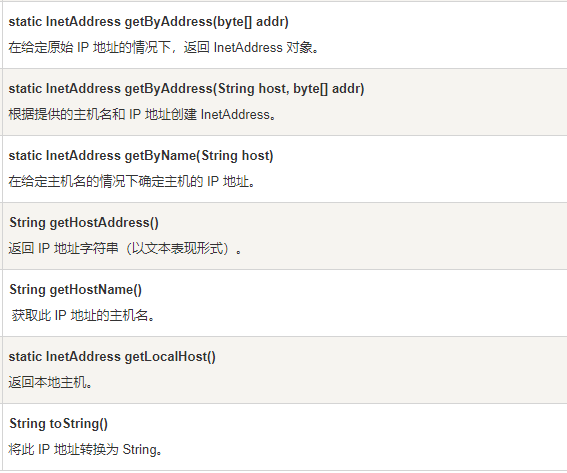 static InetAddress getByAddress(byte[] addr)
在给定原始 IP 地址的情况下，返回 InetAddress 对象。
static InetAddress getByAddress(String host, byte[] addr)
根据提供的主机名和 IP 地址创建 InetAddress。
static InetAddress getByName(String host)
在给定主机名的情况下确定主机的 IP 地址。
String getHostAddress()
返回 IP 地址字符串（以文本表现形式）。
String getHostName()
获取此 IP 地址的主机名。
static InetAddress getLocalHost()
返回本地主机。
String toString()
将此 IP 地址转换为 String。